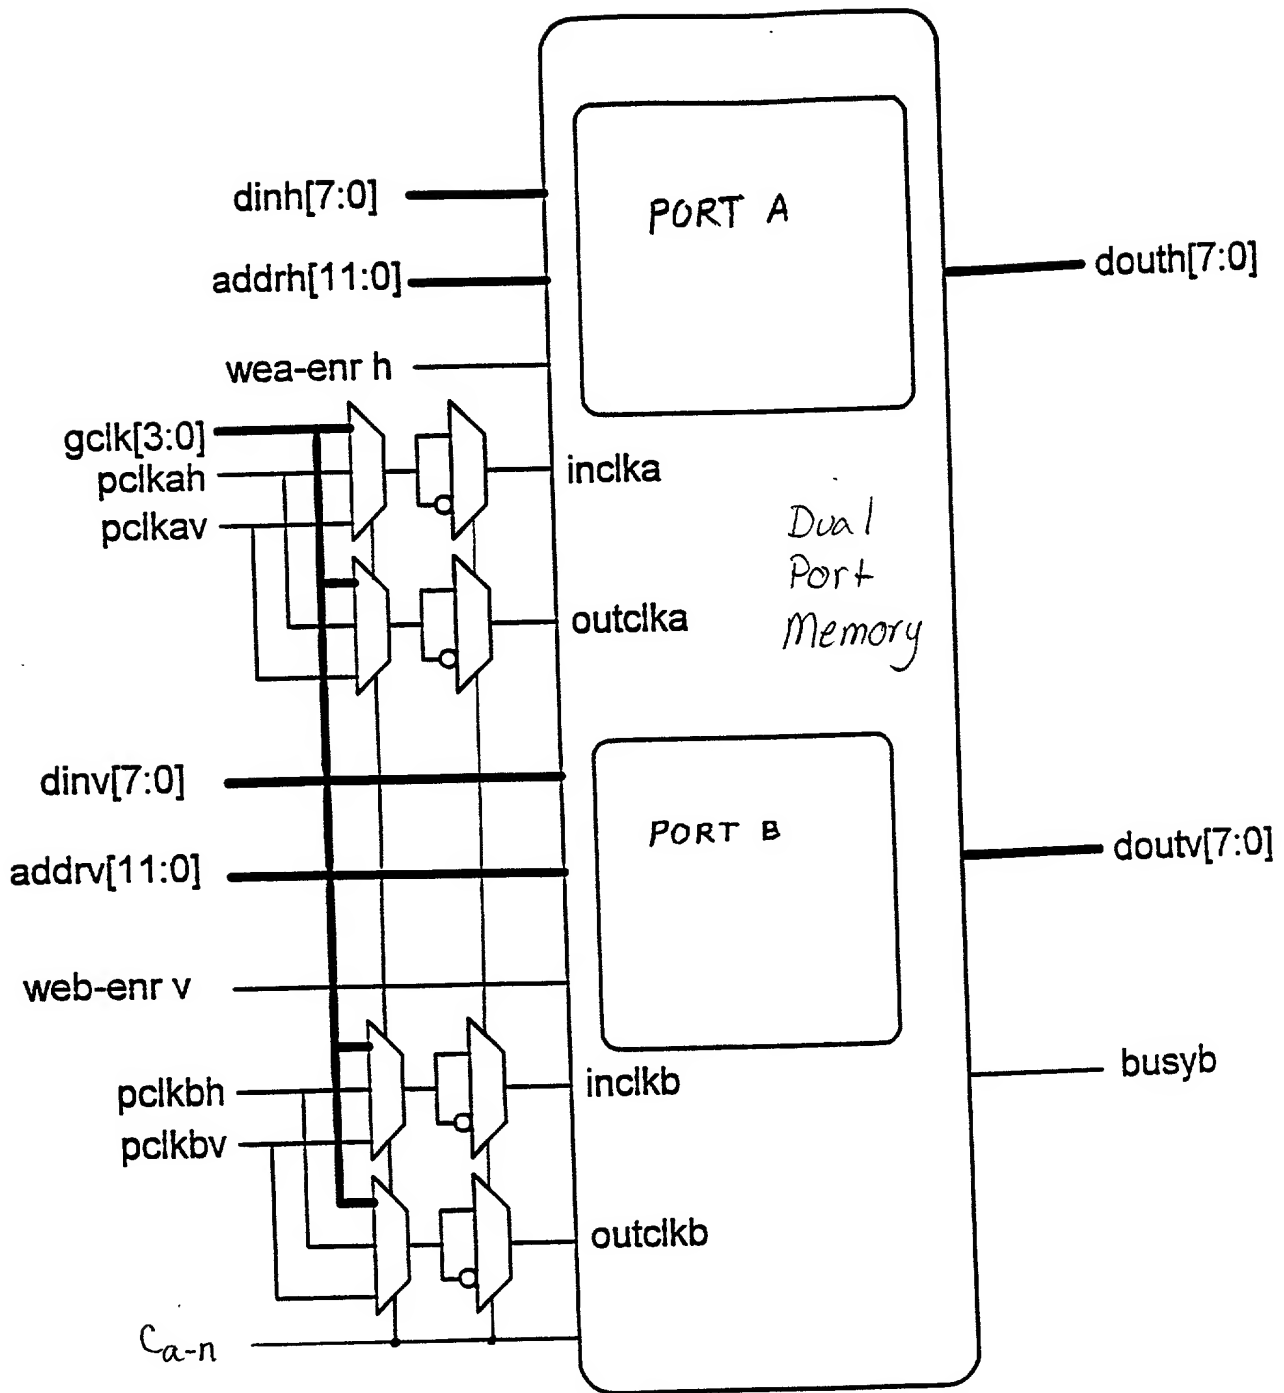 dinh[7:0]
PORT A
addrh[11:0]
douth[7:0]
wea-enr h
gclk[3:0]
pclkah
inclka
pclkav
Dual
Port
Memory
outclka
dinv[7:0]
PORT B
addrv[11:0]
doutv[7:0]
web-enr v
busyb
pclkbh
inclkb
pclkbv
outclkb
Ca-n